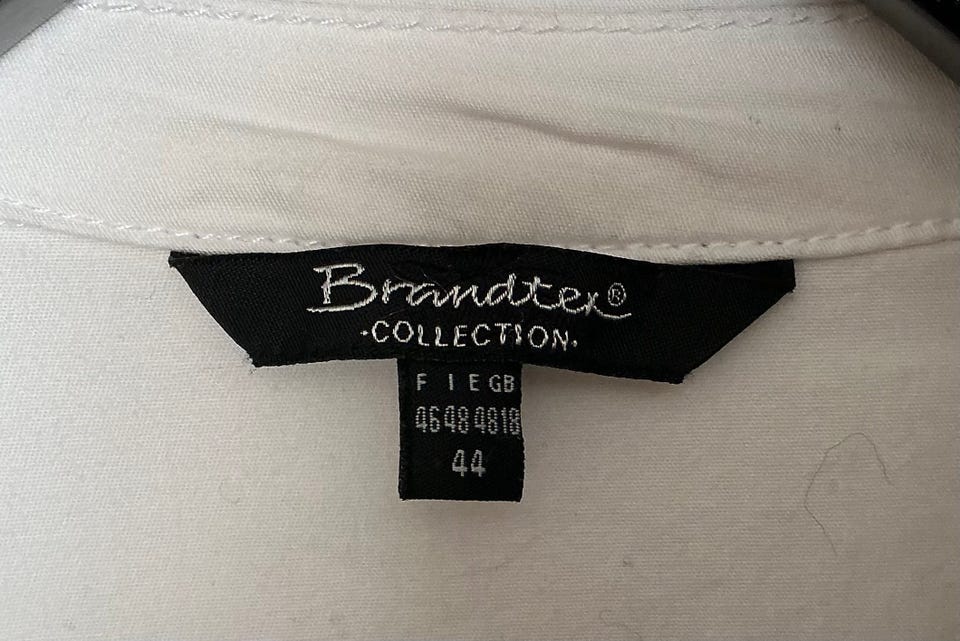 Brandtex®
·COLLECTION·
F I E GB
46 48 48 18
44